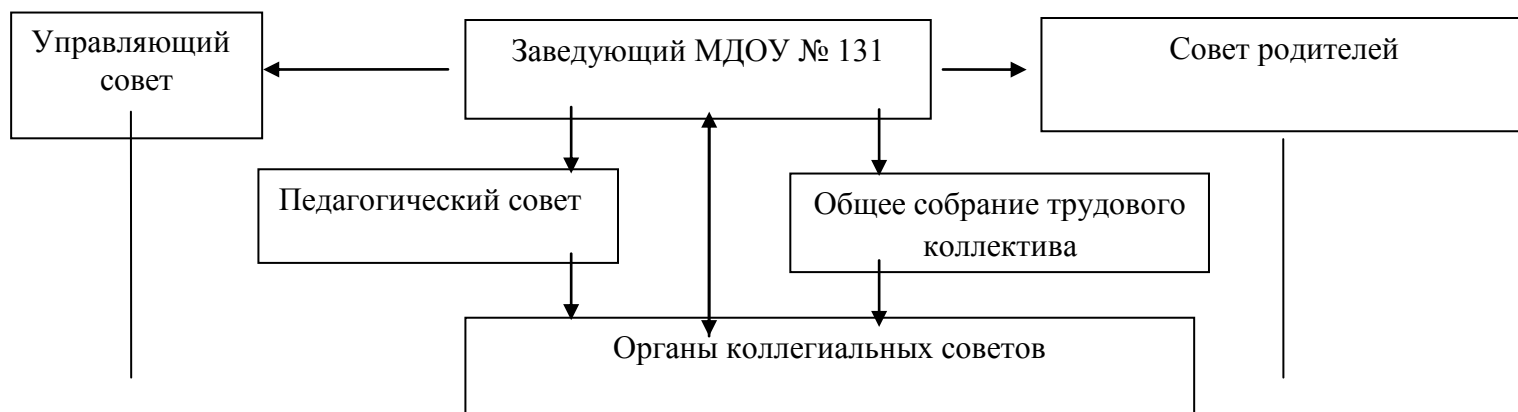 Управляющий
совет
Заведующий МДОУ № 131
Совет родителей
Педагогический совет
Общее собрание трудового
коллектива
Органы коллегиальных советов